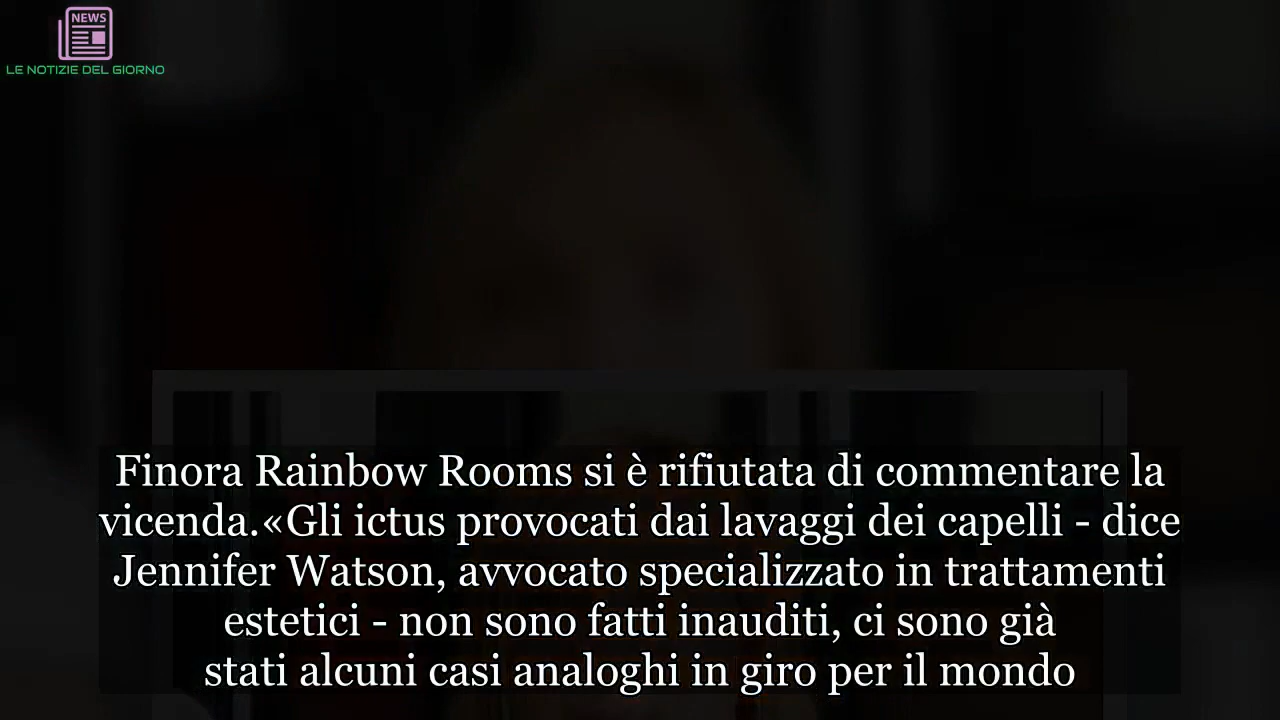 NEWS
LE NOTIZIE DEL GIORNO
Finora Rainbow Rooms si è rifiutata di commentare la
vicenda.«Gli ictus provocati dai lavaggi dei capelli - dice
Jennifer Watson, avvocato specializzato in trattamenti
estetici - non sono fatti inauditi, ci sono già
stati alcuni casi analoghi in giro per il mondo